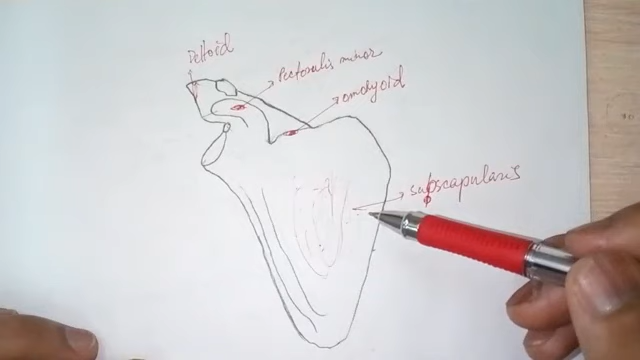 Deltoid
Pectoralis minor
omohyoid
subscapularis